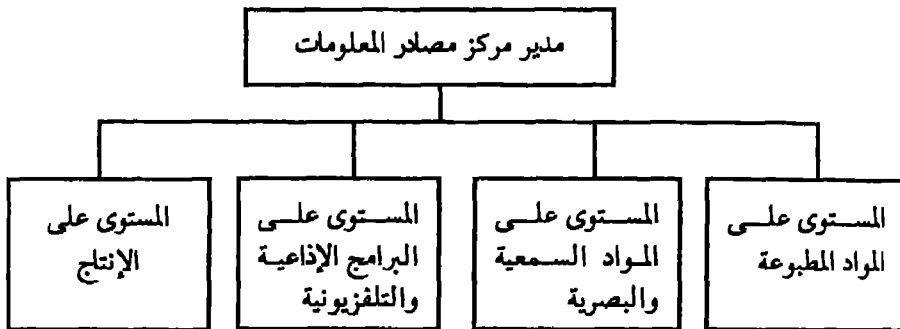 مدير مركز مصادر المعلومات
المستوى على
المواد المطبوعة
المستوى على
المواد السمعية
والبصرية
المستوى على
البرامج الإذاعية
والتلفزيونية
المستوى على
الإنتاج